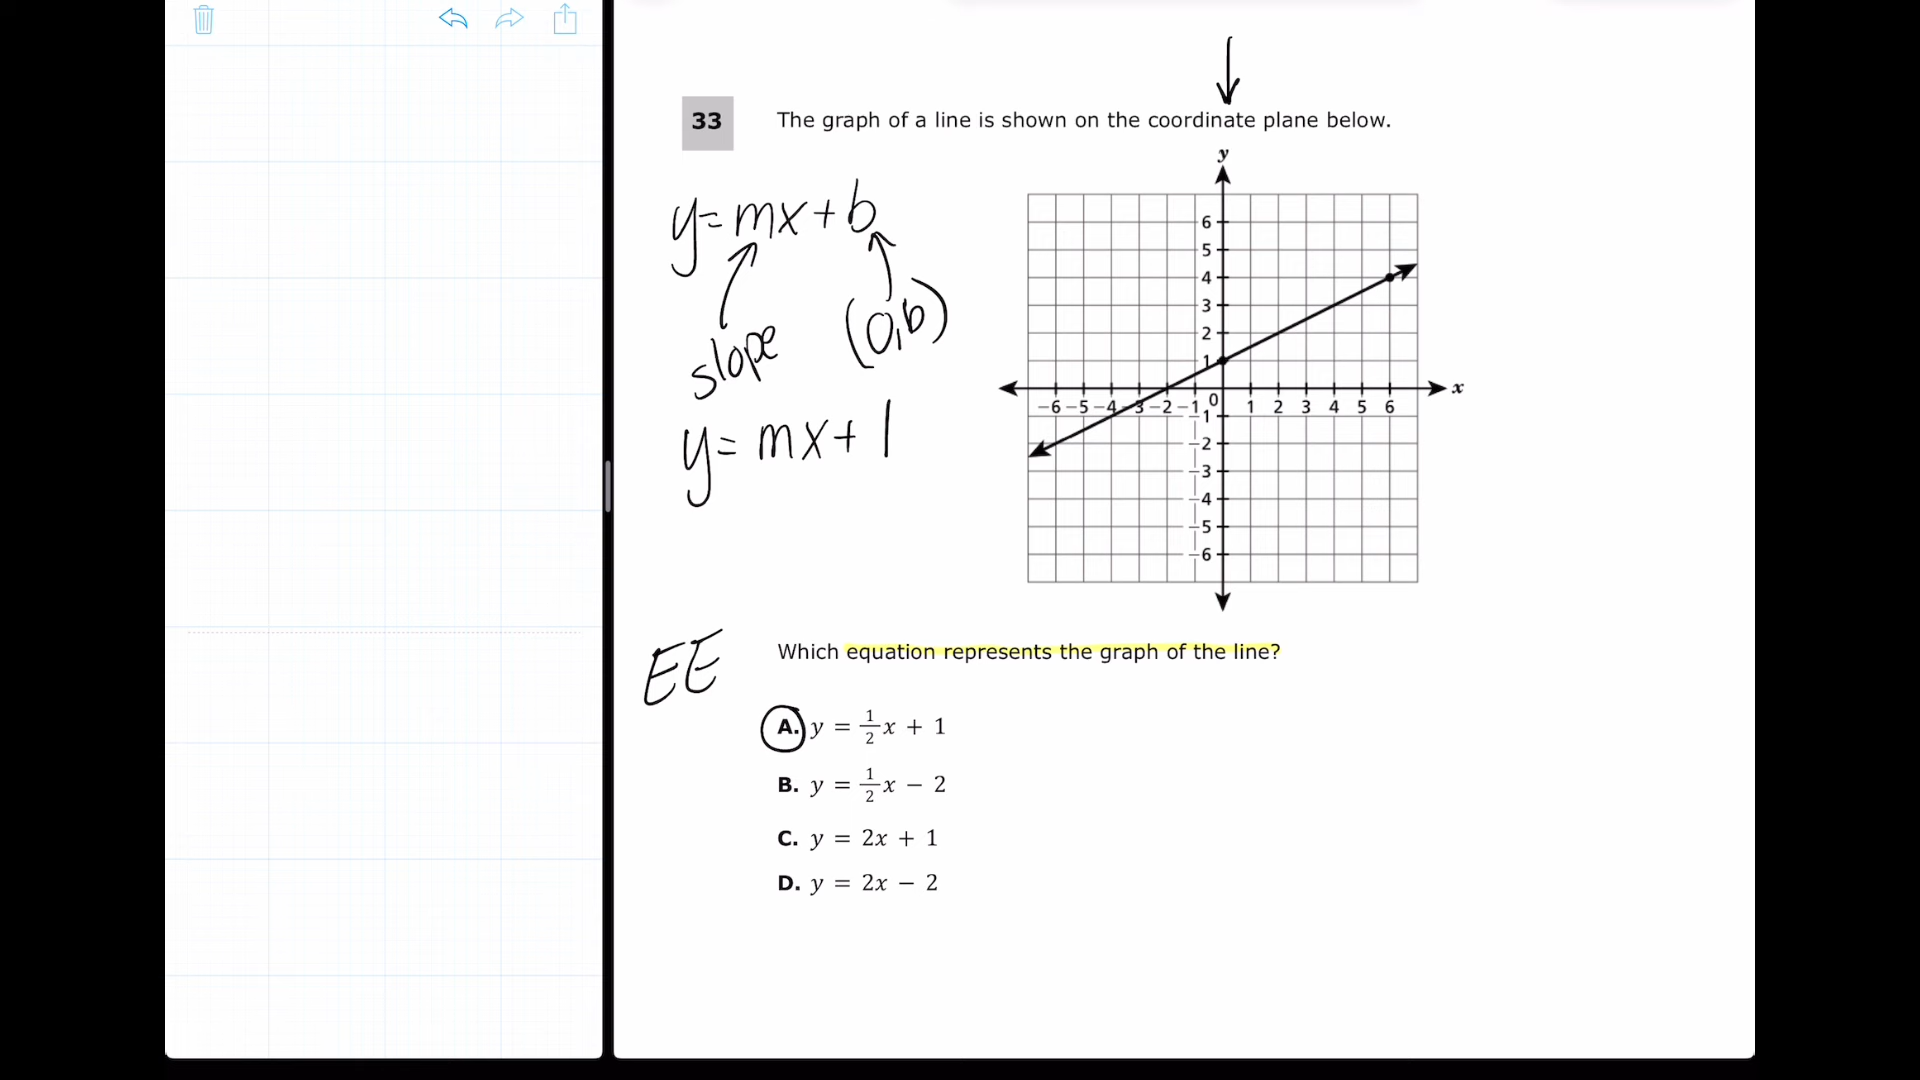 33 The graph of a line is shown on the coordinate plane below.
y=mx+b
slope (0,b)
y=mx+1
y
6
5
4
3
2
1
−6 −5 −4 −3 −2 −1 0 1 2 3 4 5 6 x
−1
−2
−3
−4
−5
−6
EE Which equation represents the graph of the line?
A. y = 1/2 x + 1
B. y = 1/2 x − 2
C. y = 2x + 1
D. y = 2x − 2